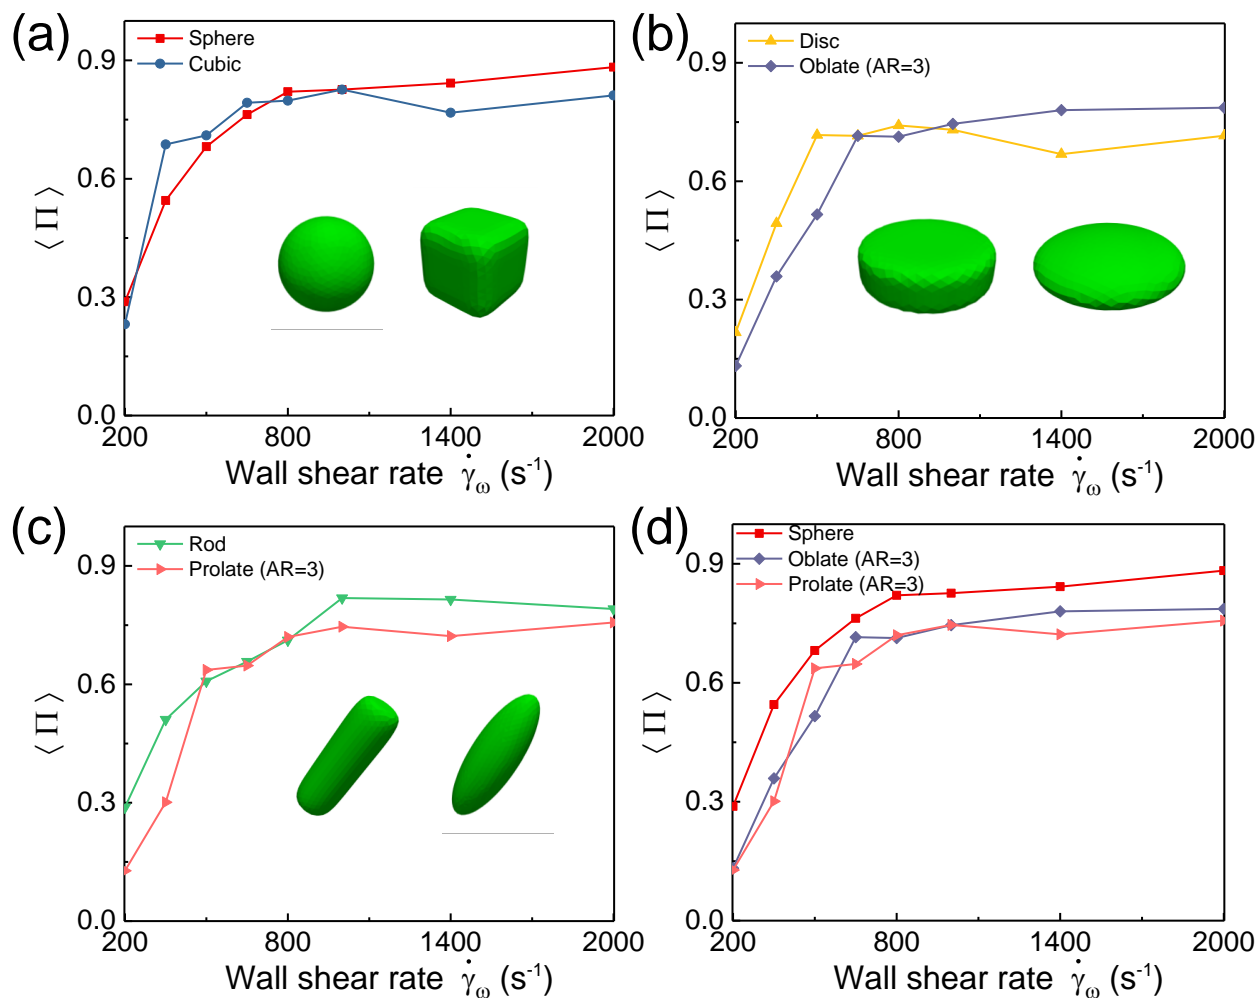 (a)
Sphere
Cubic
0.9
0.6
0.3
0.0
⟨ Π ⟩
200 800 1400 2000
Wall shear rate γ̇ω (s-1)
(b)
Disc
Oblate (AR=3)
0.9
0.6
0.3
0.0
⟨ Π ⟩
200 800 1400 2000
Wall shear rate γ̇ω (s-1)
(c)
Rod
Prolate (AR=3)
0.9
0.6
0.3
0.0
⟨ Π ⟩
200 800 1400 2000
Wall shear rate γ̇ω (s-1)
(d)
Sphere
Oblate (AR=3)
Prolate (AR=3)
0.9
0.6
0.3
0.0
⟨ Π ⟩
200 800 1400 2000
Wall shear rate γ̇ω (s-1)